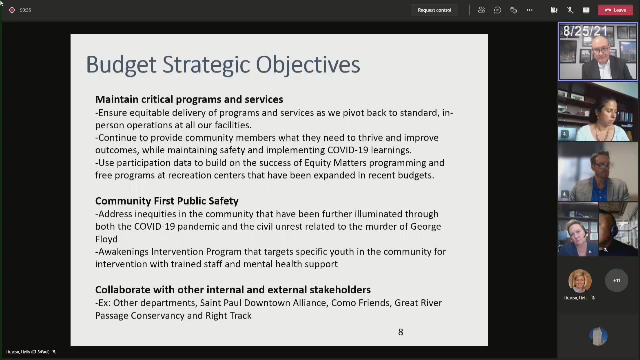 Request control
Leave
8/25/21
Budget Strategic Objectives
Maintain critical programs and services
-Ensure equitable delivery of programs and services as we pivot back to standard, in-
person operations at all our facilities.
-Continue to provide community members what they need to thrive and improve
outcomes, while maintaining safety and implementing COVID-19 learnings.
-Use participation data to build on the success of Equity Matters programming and
free programs at recreation centers that have been expanded in recent budgets.
Community First Public Safety
-Address inequities in the community that have been further illuminated through
both the COVID-19 pandemic and the civil unrest related to the murder of George
Floyd
-Awakenings Intervention Program that targets specific youth in the community for
intervention with trained staff and mental health support
Collaborate with other internal and external stakeholders
-Ex: Other departments, Saint Paul Downtown Alliance, Como Friends, Great River
Passage Conservancy and Right Track
8